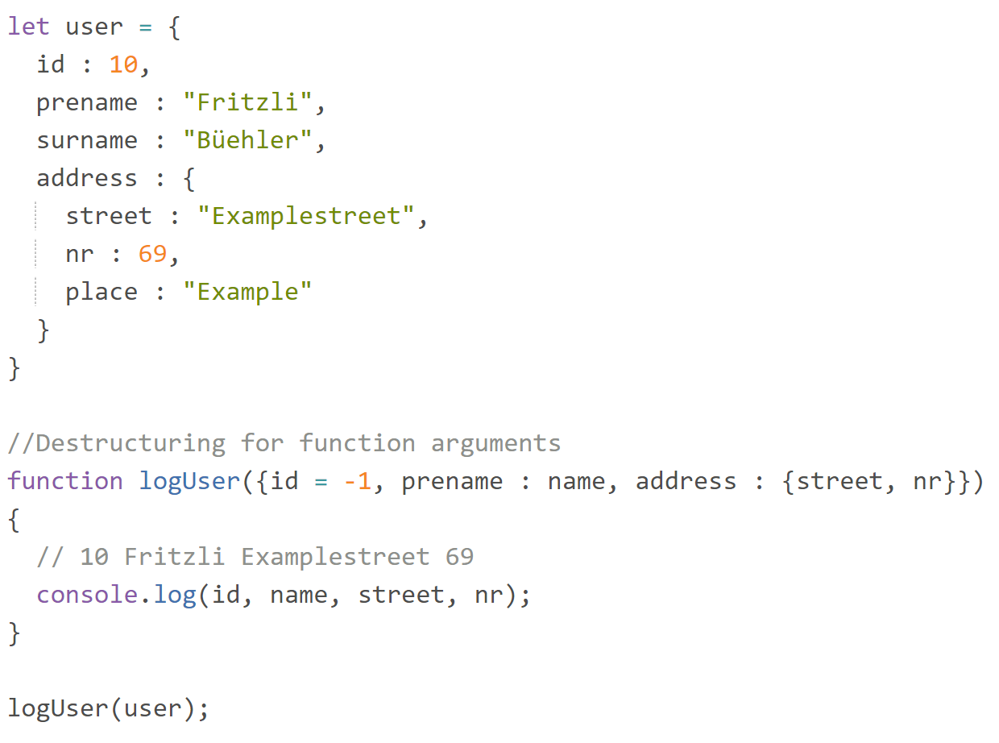 let user = {
  id : 10,
  prename : "Fritzli",
  surname : "Büehler",
  address : {
    street : "Examplestreet",
    nr : 69,
    place : "Example"
  }
}

//Destructuring for function arguments
function logUser({id = -1, prename : name, address : {street, nr}})
{
  // 10 Fritzli Examplestreet 69
  console.log(id, name, street, nr);
}

logUser(user);